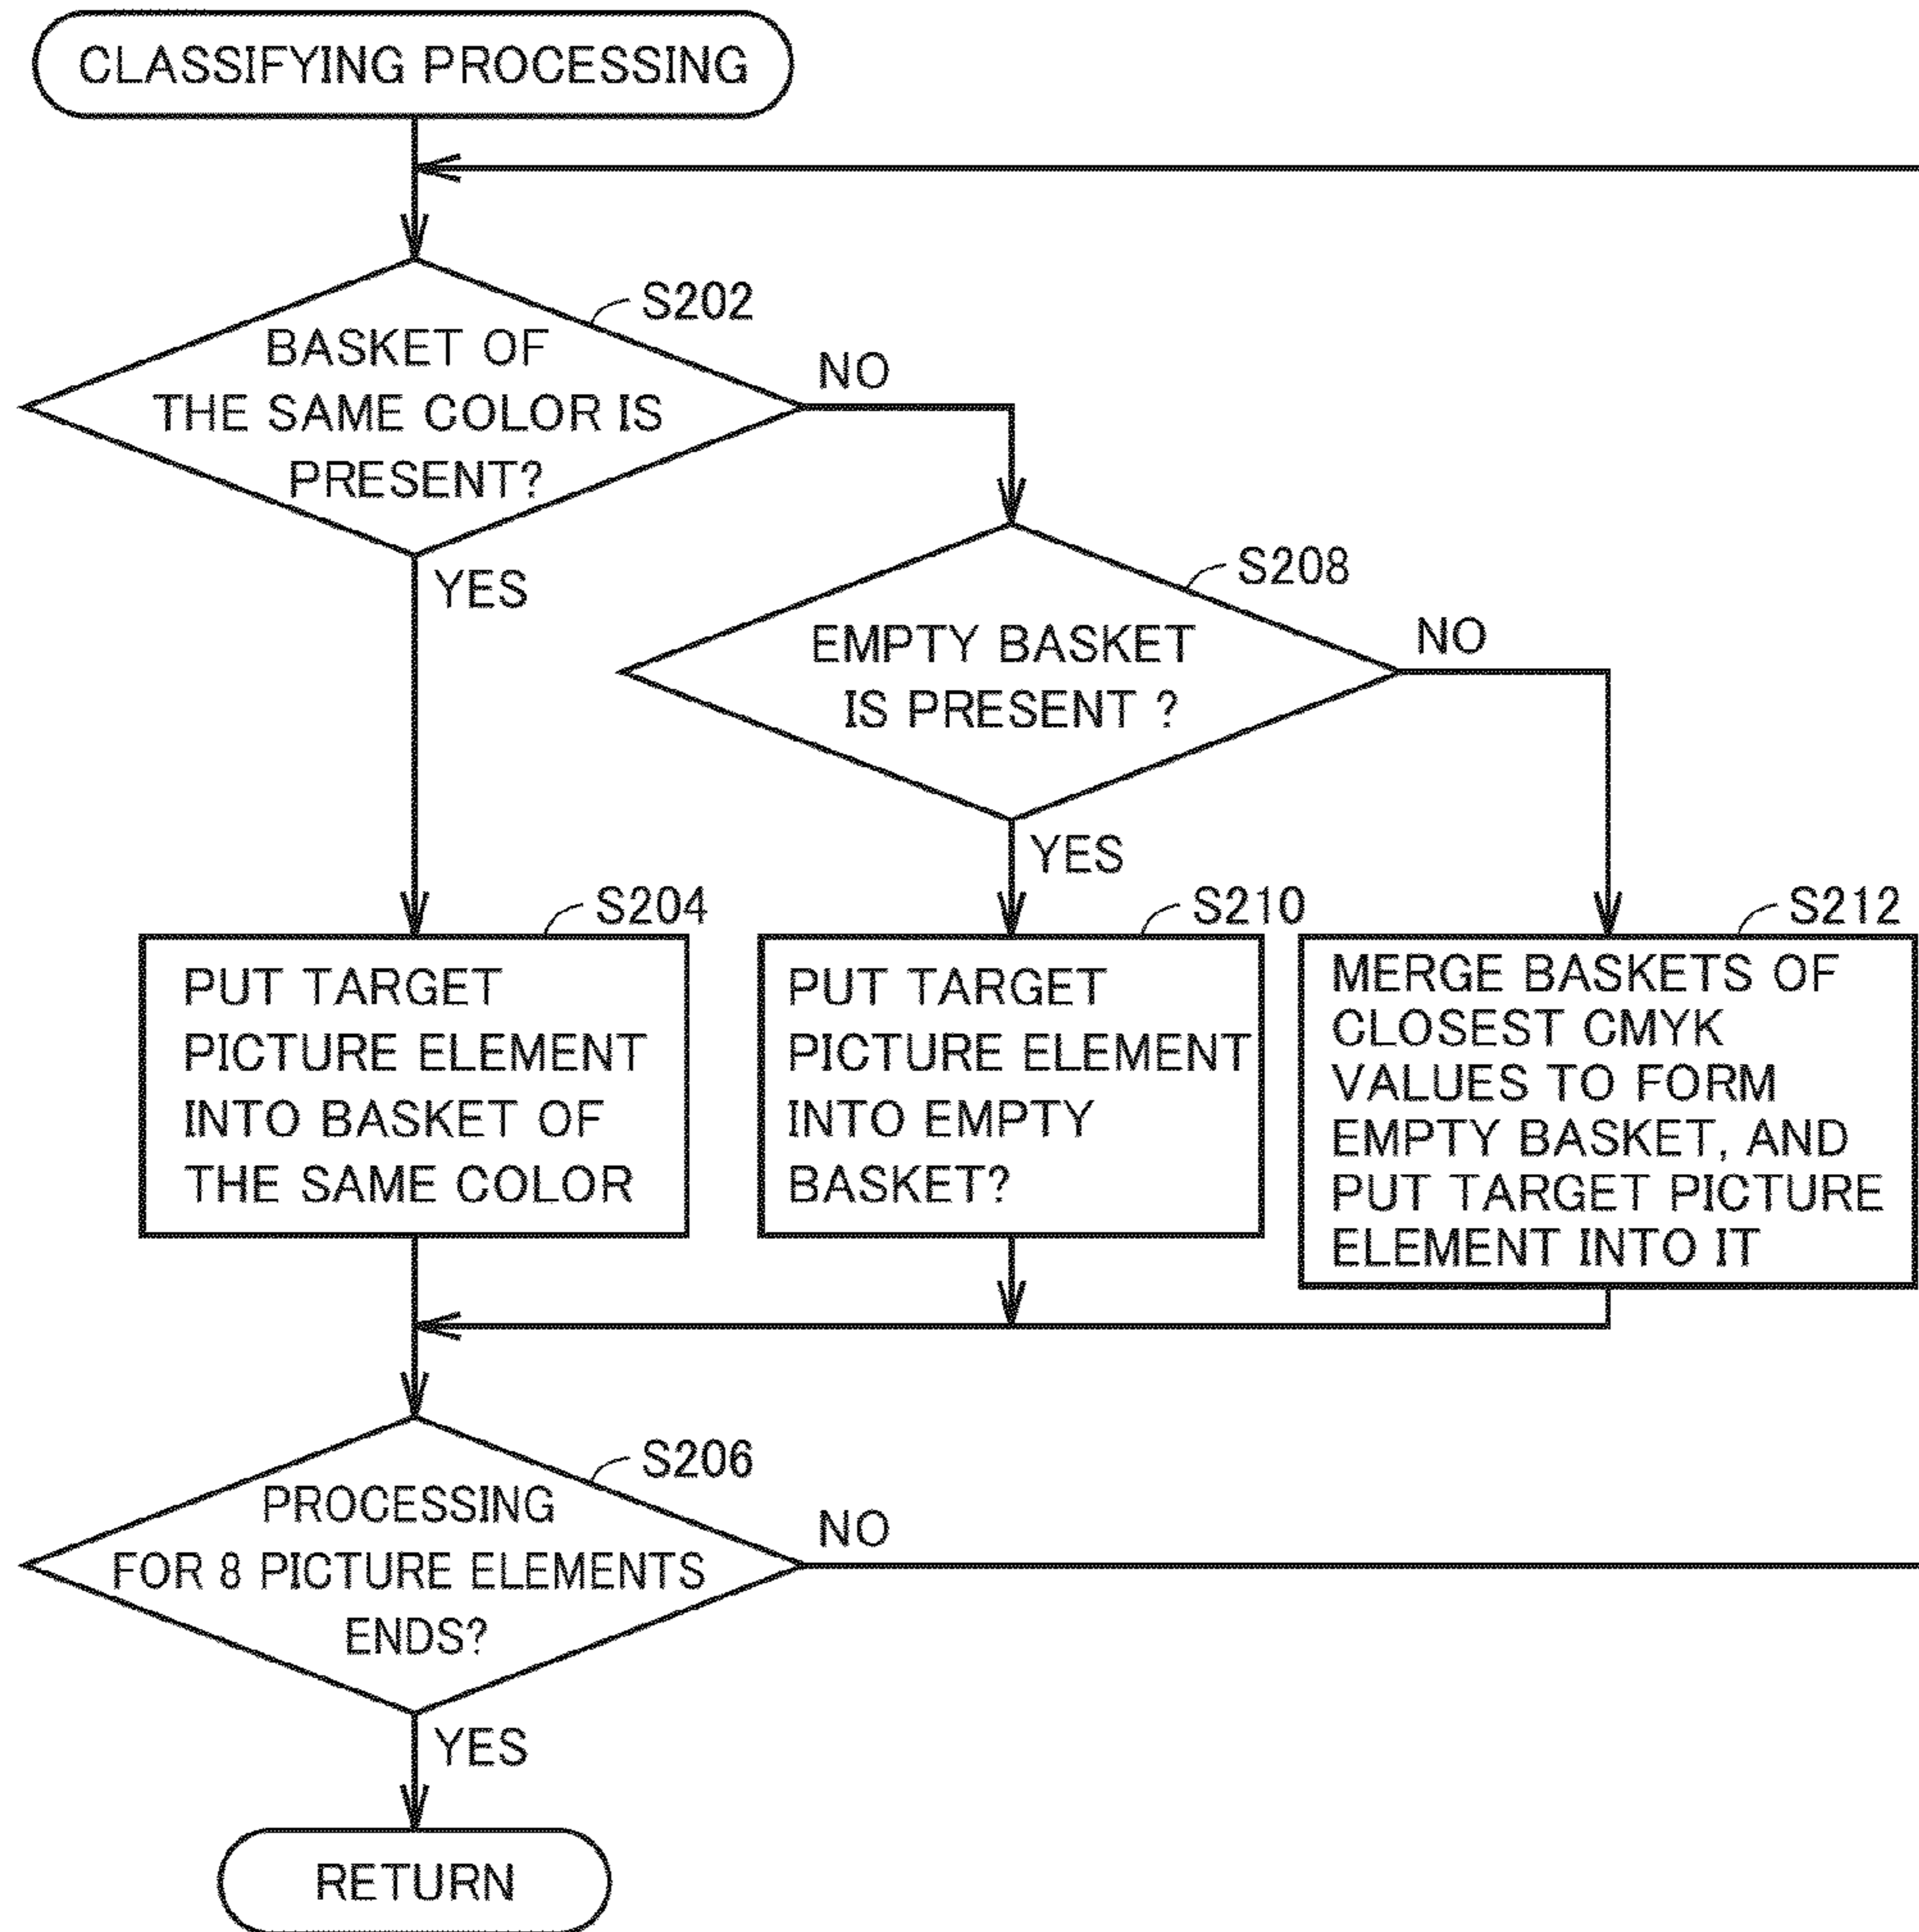 CLASSIFYING PROCESSING
S202
BASKET OF
THE SAME COLOR IS
PRESENT?
NO
YES
S208
EMPTY BASKET
IS PRESENT ?
NO
YES
S204
PUT TARGET
PICTURE ELEMENT
INTO BASKET OF
THE SAME COLOR
S210
PUT TARGET
PICTURE ELEMENT
INTO EMPTY
BASKET?
S212
MERGE BASKETS OF
CLOSEST CMYK
VALUES TO FORM
EMPTY BASKET, AND
PUT TARGET PICTURE
ELEMENT INTO IT
S206
PROCESSING
FOR 8 PICTURE ELEMENTS
ENDS?
NO
YES
RETURN